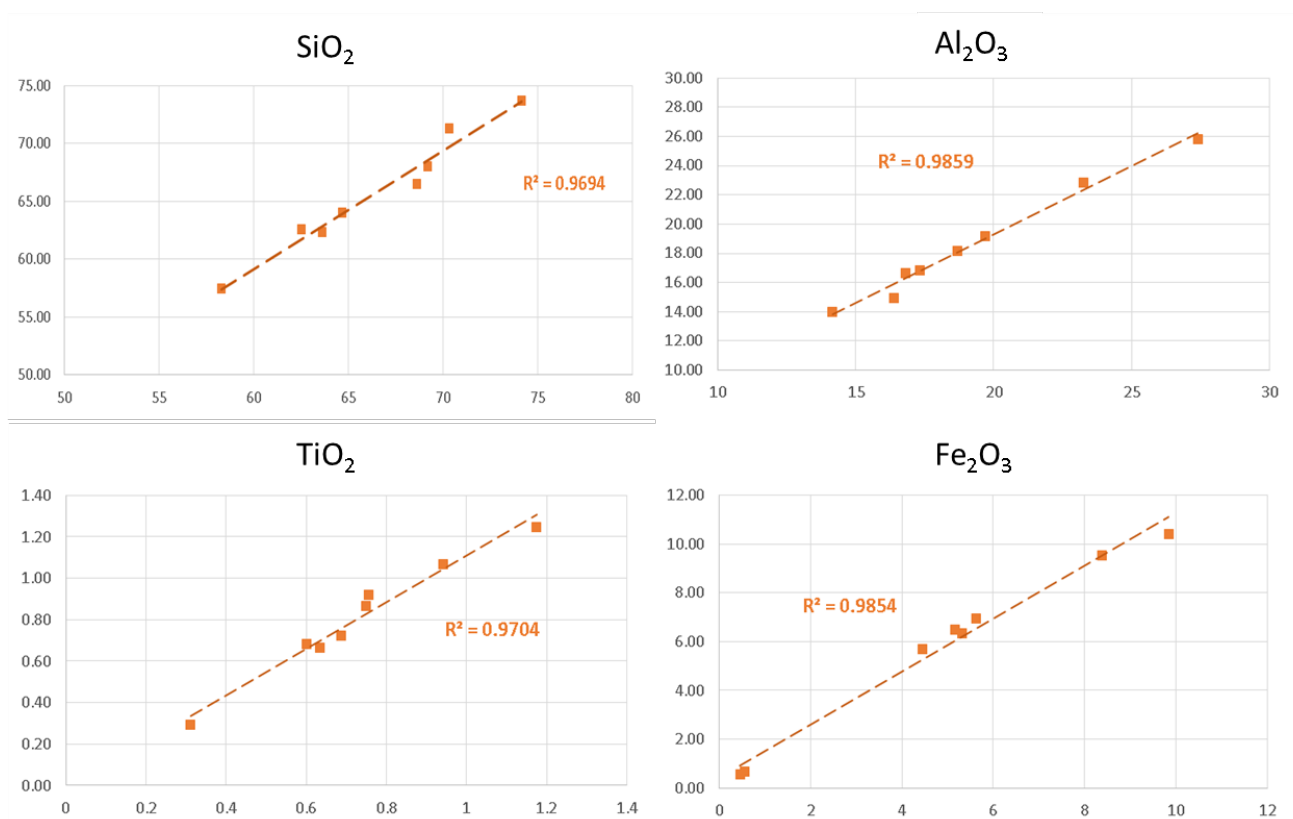 SiO₂
75.00
70.00
65.00
60.00
55.00
50.00
50 55 60 65 70 75 80
R² = 0.9694
Al₂O₃
30.00
28.00
26.00
24.00
22.00
20.00
18.00
16.00
14.00
12.00
10.00
10 15 20 25 30
R² = 0.9859
TiO₂
1.40
1.20
1.00
0.80
0.60
0.40
0.20
0.00
0 0.2 0.4 0.6 0.8 1 1.2 1.4
R² = 0.9704
Fe₂O₃
12.00
10.00
8.00
6.00
4.00
2.00
0.00
0 2 4 6 8 10 12
R² = 0.9854